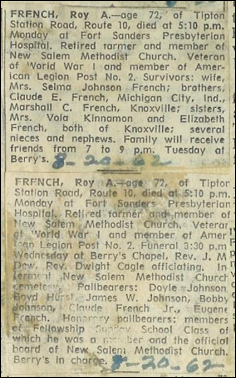 FRENCH, Roy A.—age 72, of Tipton
Station Road, Route 10, died at 5:10 p.m.
Monday at Fort Sanders Presbyterian
Hospital. Retired tarmer and member of
New Salem Methodist Church, Veteran
of World War I and member of Amer-
ican Legion Post No. 2. Survivors: wife,
Mrs. Selma Johnson French; brothers,
Claude E. French, Michigan City, Ind.,
Marshall C. French, Knoxville; sisters,
Mrs. Vola Kinnamon and Elizabeth
French, both of Knoxville; several
nieces and nephews. Family will receive
friends from 7 to 9 p.m. Tuesday at
Berry's. 8-20-62
FRENCH, Roy A.—age 72, of Tipton
Station Road, Route 10, died at 5:10 p.m.
Monday at Fort Sanders Presbyterian
Hospital. Retired farmer and member of
New Salem Methodist Church, Veteran
of World War I and member of Amer-
ican Legion Post No. 2. Funeral 3:30 p.m
Wednesday at Berry's Chapel, Rev. J. M
Dew, Rev. Dwight Cagle officiating. In-
terment New Salem Methodist Church
cemetery. Pallbearers: Doyle Johnson
Boyd Hurst, James W. Johnson, Bobby
Johnson, Claude French Jr., Eugene
French. Honorary pallbearers: members
of Fellowship Sunday School Class of
which he was a member and the official
board of New Salem Methodist Church.
Berry's in charge. 8-20-62